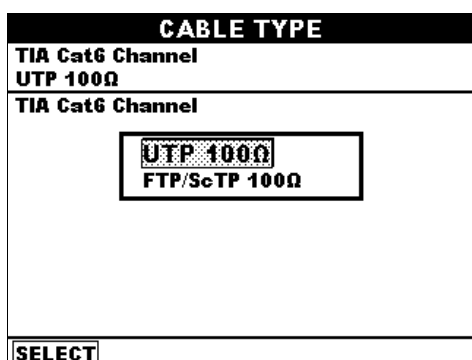 CABLE TYPE
TIA Cat6 Channel
UTP 100Ω
TIA Cat6 Channel
UTP 100Ω
FTP/ScTP 100Ω
SELECT